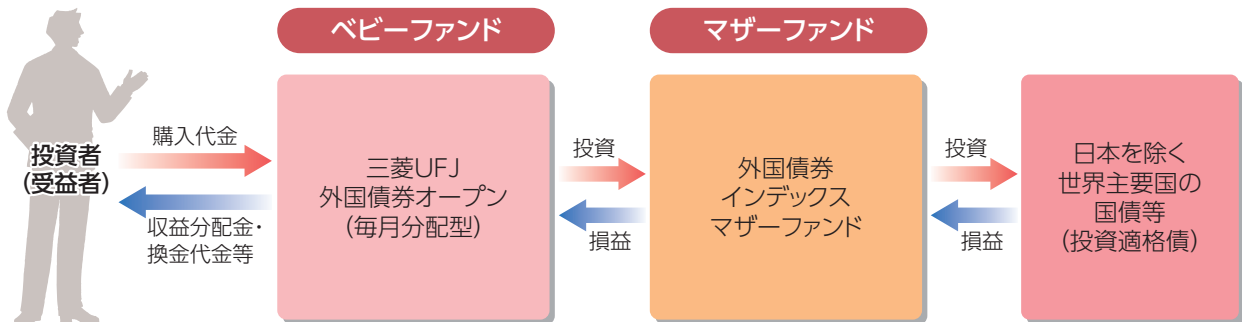 ベビーファンド
マザーファンド
投資者
(受益者)
購入代金
収益分配金・
換金代金等
三菱UFJ
外国債券オープン
(毎月分配型)
投資
損益
外国債券
インデックス
マザーファンド
投資
損益
日本を除く
世界主要国の
国債等
(投資適格債)